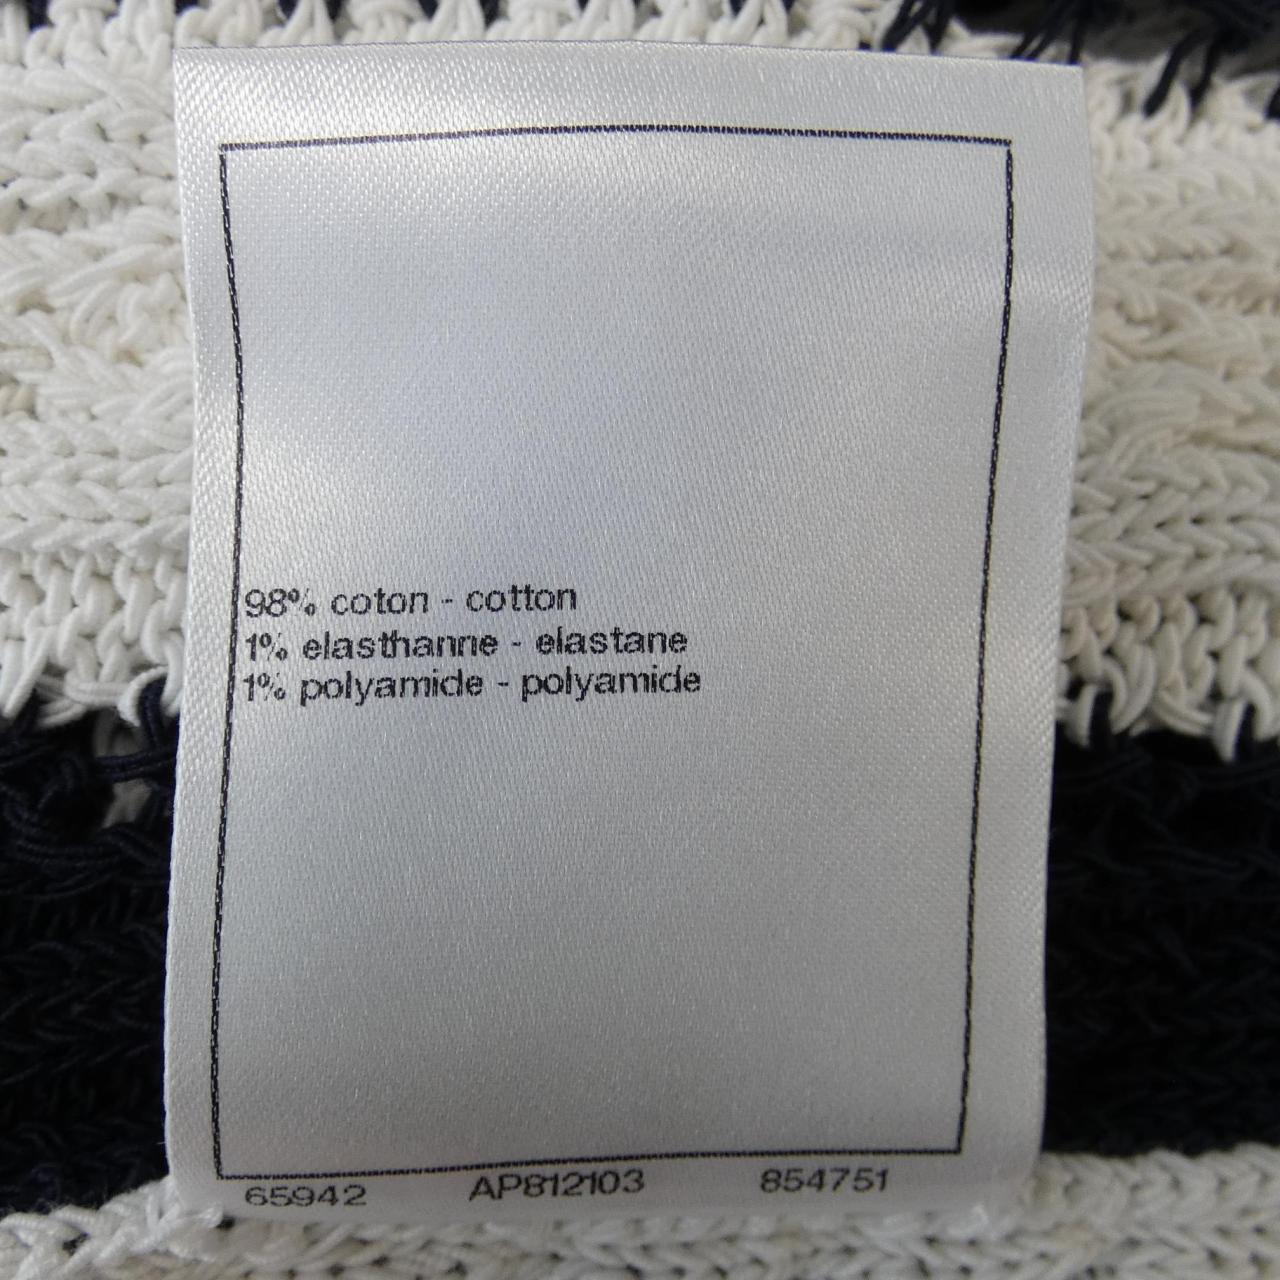 98% coton - cotton
1% elasthanne - elastane
1% polyamide - polyamide
65942 AP812103 854751